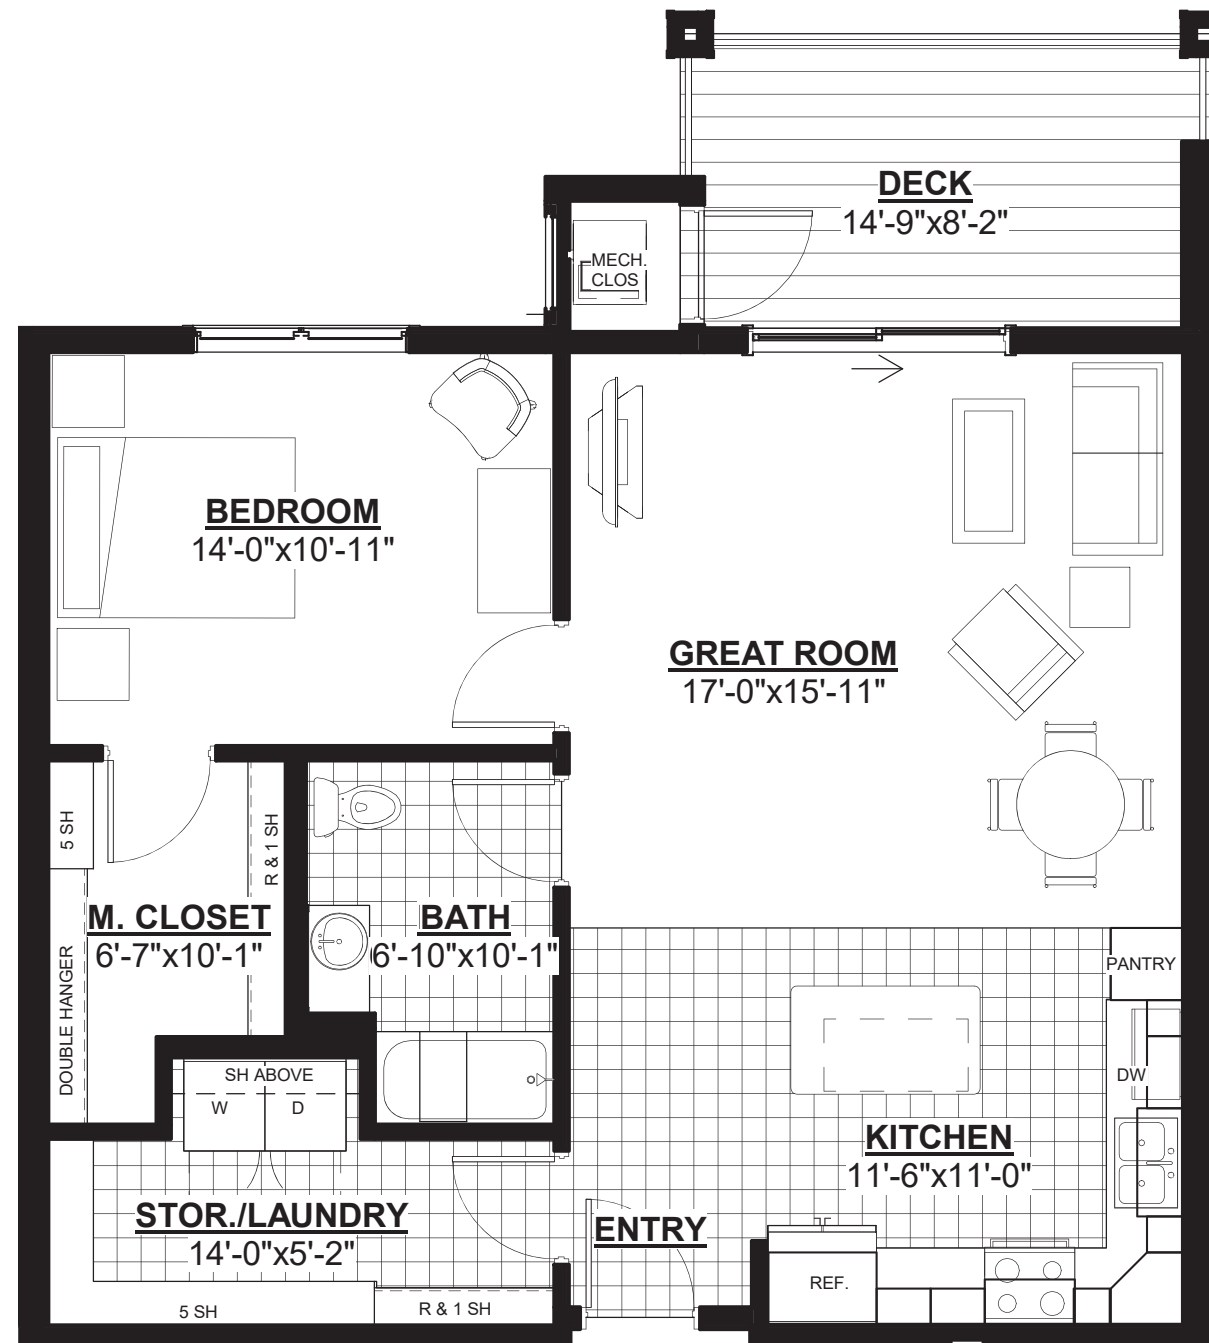 DECK
14'-9"x8'-2"
MECH.
CLOS
BEDROOM
14'-0"x10'-11"
GREAT ROOM
17'-0"x15'-11"
5 SH
R & 1 SH
M. CLOSET
6'-7"x10'-1"
DOUBLE HANGER
BATH
6'-10"x10'-1"
PANTRY
DW
SH ABOVE
W D
KITCHEN
11'-6"x11'-0"
STOR./LAUNDRY
14'-0"x5'-2"
ENTRY
REF.
5 SH
R & 1 SH